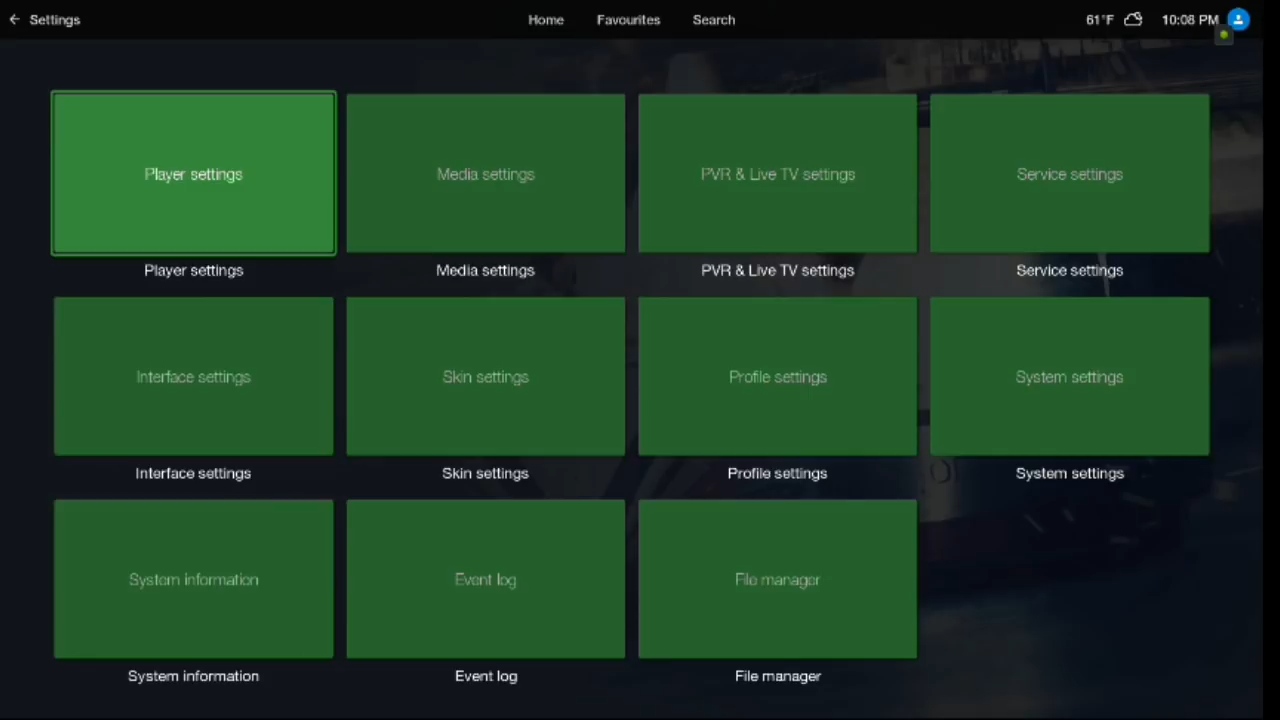 Settings
Home Favourites Search
61°F 10:08 PM
Player settings Media settings PVR & Live TV settings Service settings
Player settings Media settings PVR & Live TV settings Service settings
Interface settings Skin settings Profile settings System settings
Interface settings Skin settings Profile settings System settings
System information Event log File manager
System information Event log File manager